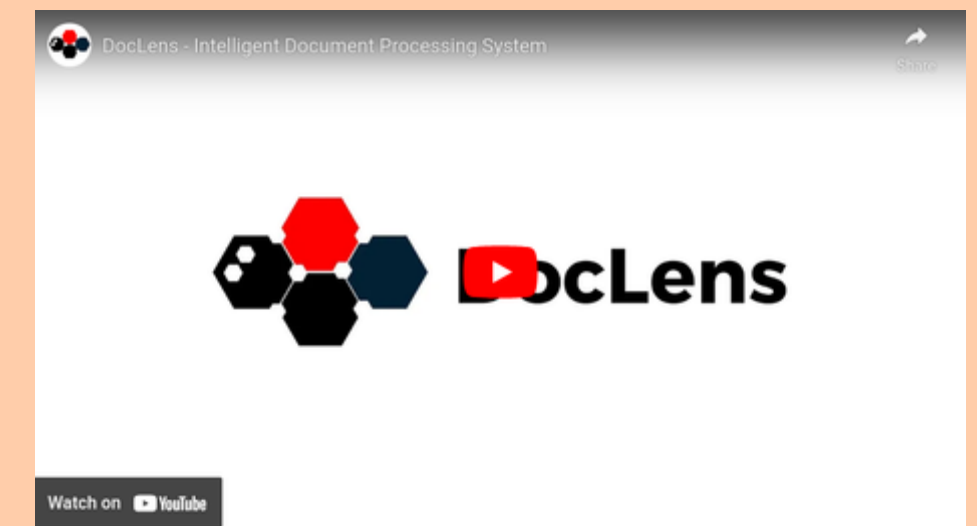 DocLens - Intelligent Document Processing System
Share
DocLens
Watch on YouTube